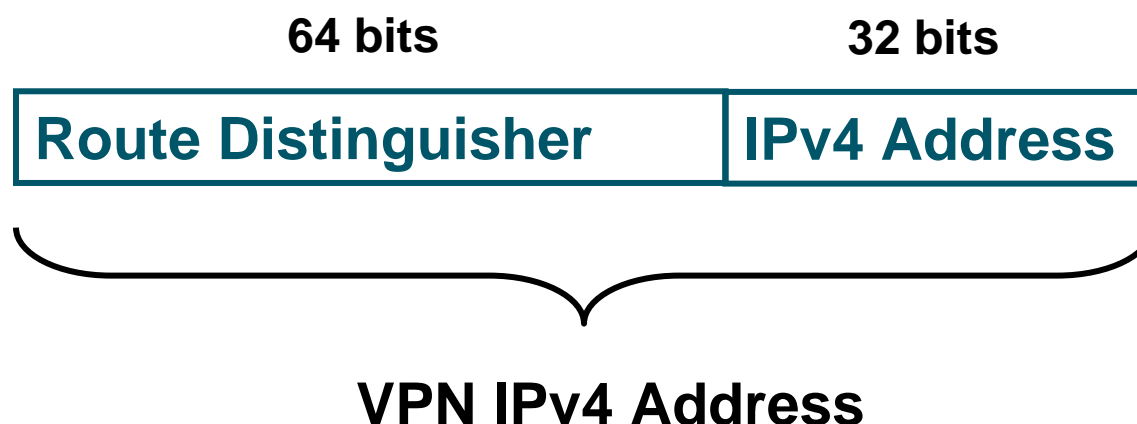 64 bits 32 bits
Route Distinguisher IPv4 Address
VPN IPv4 Address